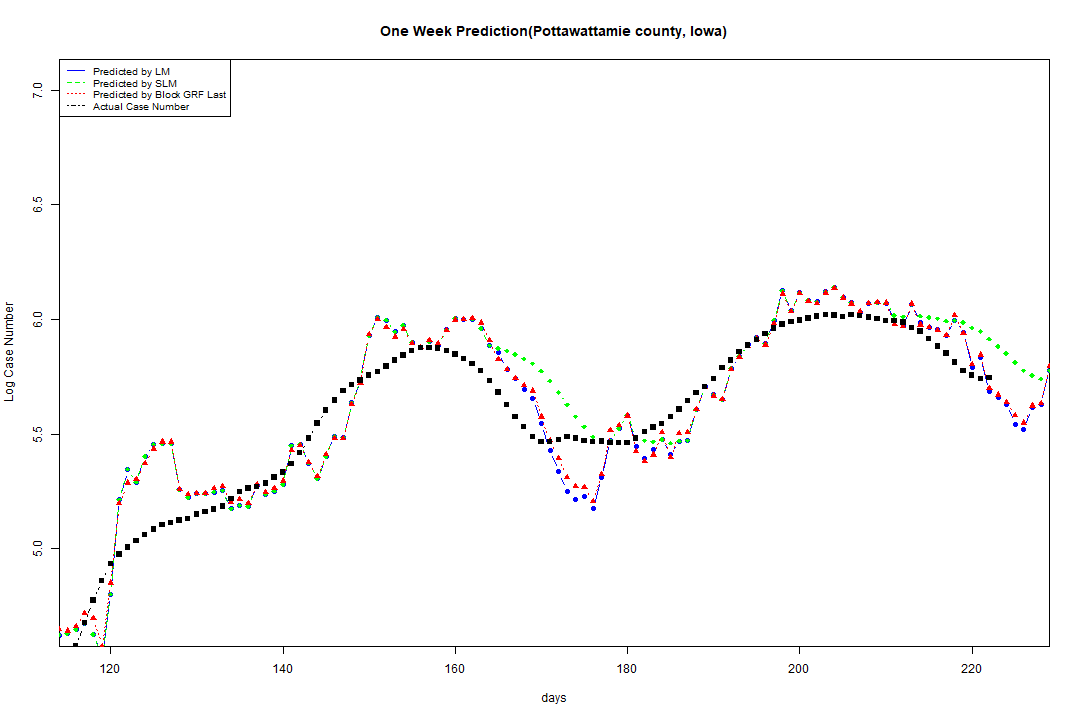 One Week Prediction(Pottawattamie county, Iowa)
Predicted by LM
Predicted by SLM
Predicted by Block GRF Last
Actual Case Number
7.0
6.5
6.0
5.5
5.0
Log Case Number
120 140 160 180 200 220
days